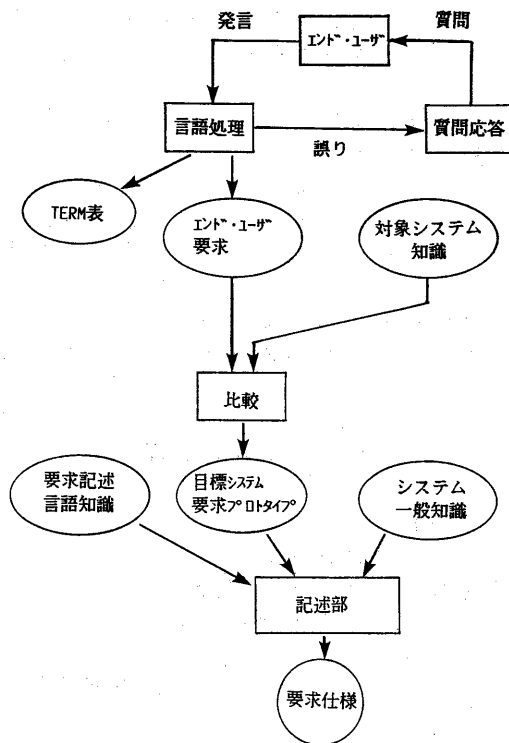 発言
質問
エンド・ユーザ
言語処理
質問応答
誤り
TERM表
エンド・ユーザ
要求
対象システム
知識
比較
要求記述
言語知識
目標システム
要求プロトタイプ
システム
一般知識
記述部
要求仕様